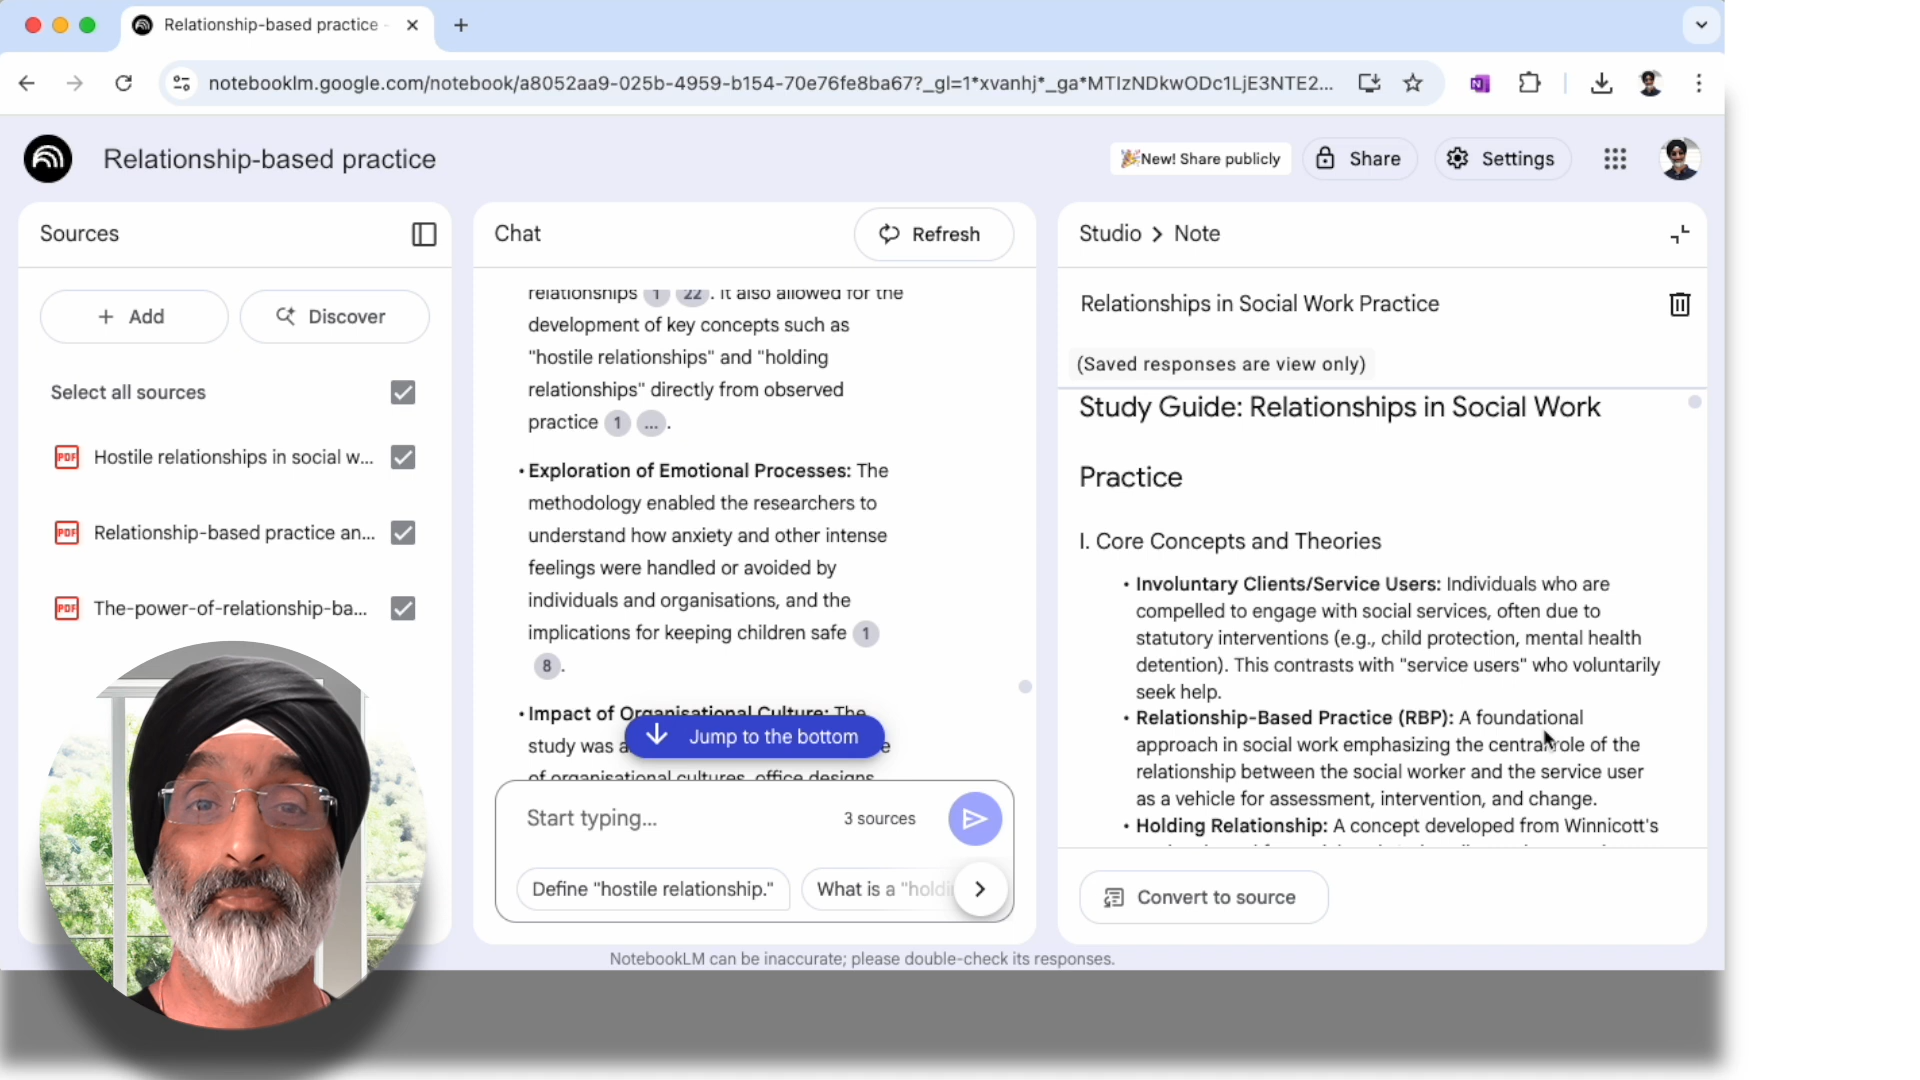 Relationship-based practice -
notebooklm.google.com/notebook/a8052aa9-025b-4959-b154-70e76fe8ba67?_gl=1*xvanhj*_ga*MTIzNDkwODc1LjE3NTE2...
Relationship-based practice
New! Share publicly
Share
Settings
Sources
Add
Discover
Select all sources
PDF Hostile relationships in social w...
PDF Relationship-based practice an...
PDF The-power-of-relationship-ba...
Chat
Refresh
relationships 1 22 . It also allowed for the
development of key concepts such as
"hostile relationships" and "holding
relationships" directly from observed
practice 1 ... .
• Exploration of Emotional Processes: The
methodology enabled the researchers to
understand how anxiety and other intense
feelings were handled or avoided by
individuals and organisations, and the
implications for keeping children safe 1
8 .
• Impact of Organisational Culture: The
study was
of organisational cultures, office designs
Jump to the bottom
Start typing...
3 sources
Define "hostile relationship."
What is a "holdi
Studio > Note
Relationships in Social Work Practice
(Saved responses are view only)
Study Guide: Relationships in Social Work
Practice
I. Core Concepts and Theories
• Involuntary Clients/Service Users: Individuals who are
compelled to engage with social services, often due to
statutory interventions (e.g., child protection, mental health
detention). This contrasts with "service users" who voluntarily
seek help.
• Relationship-Based Practice (RBP): A foundational
approach in social work emphasizing the central role of the
relationship between the social worker and the service user
as a vehicle for assessment, intervention, and change.
• Holding Relationship: A concept developed from Winnicott's
Convert to source
NotebookLM can be inaccurate; please double-check its responses.